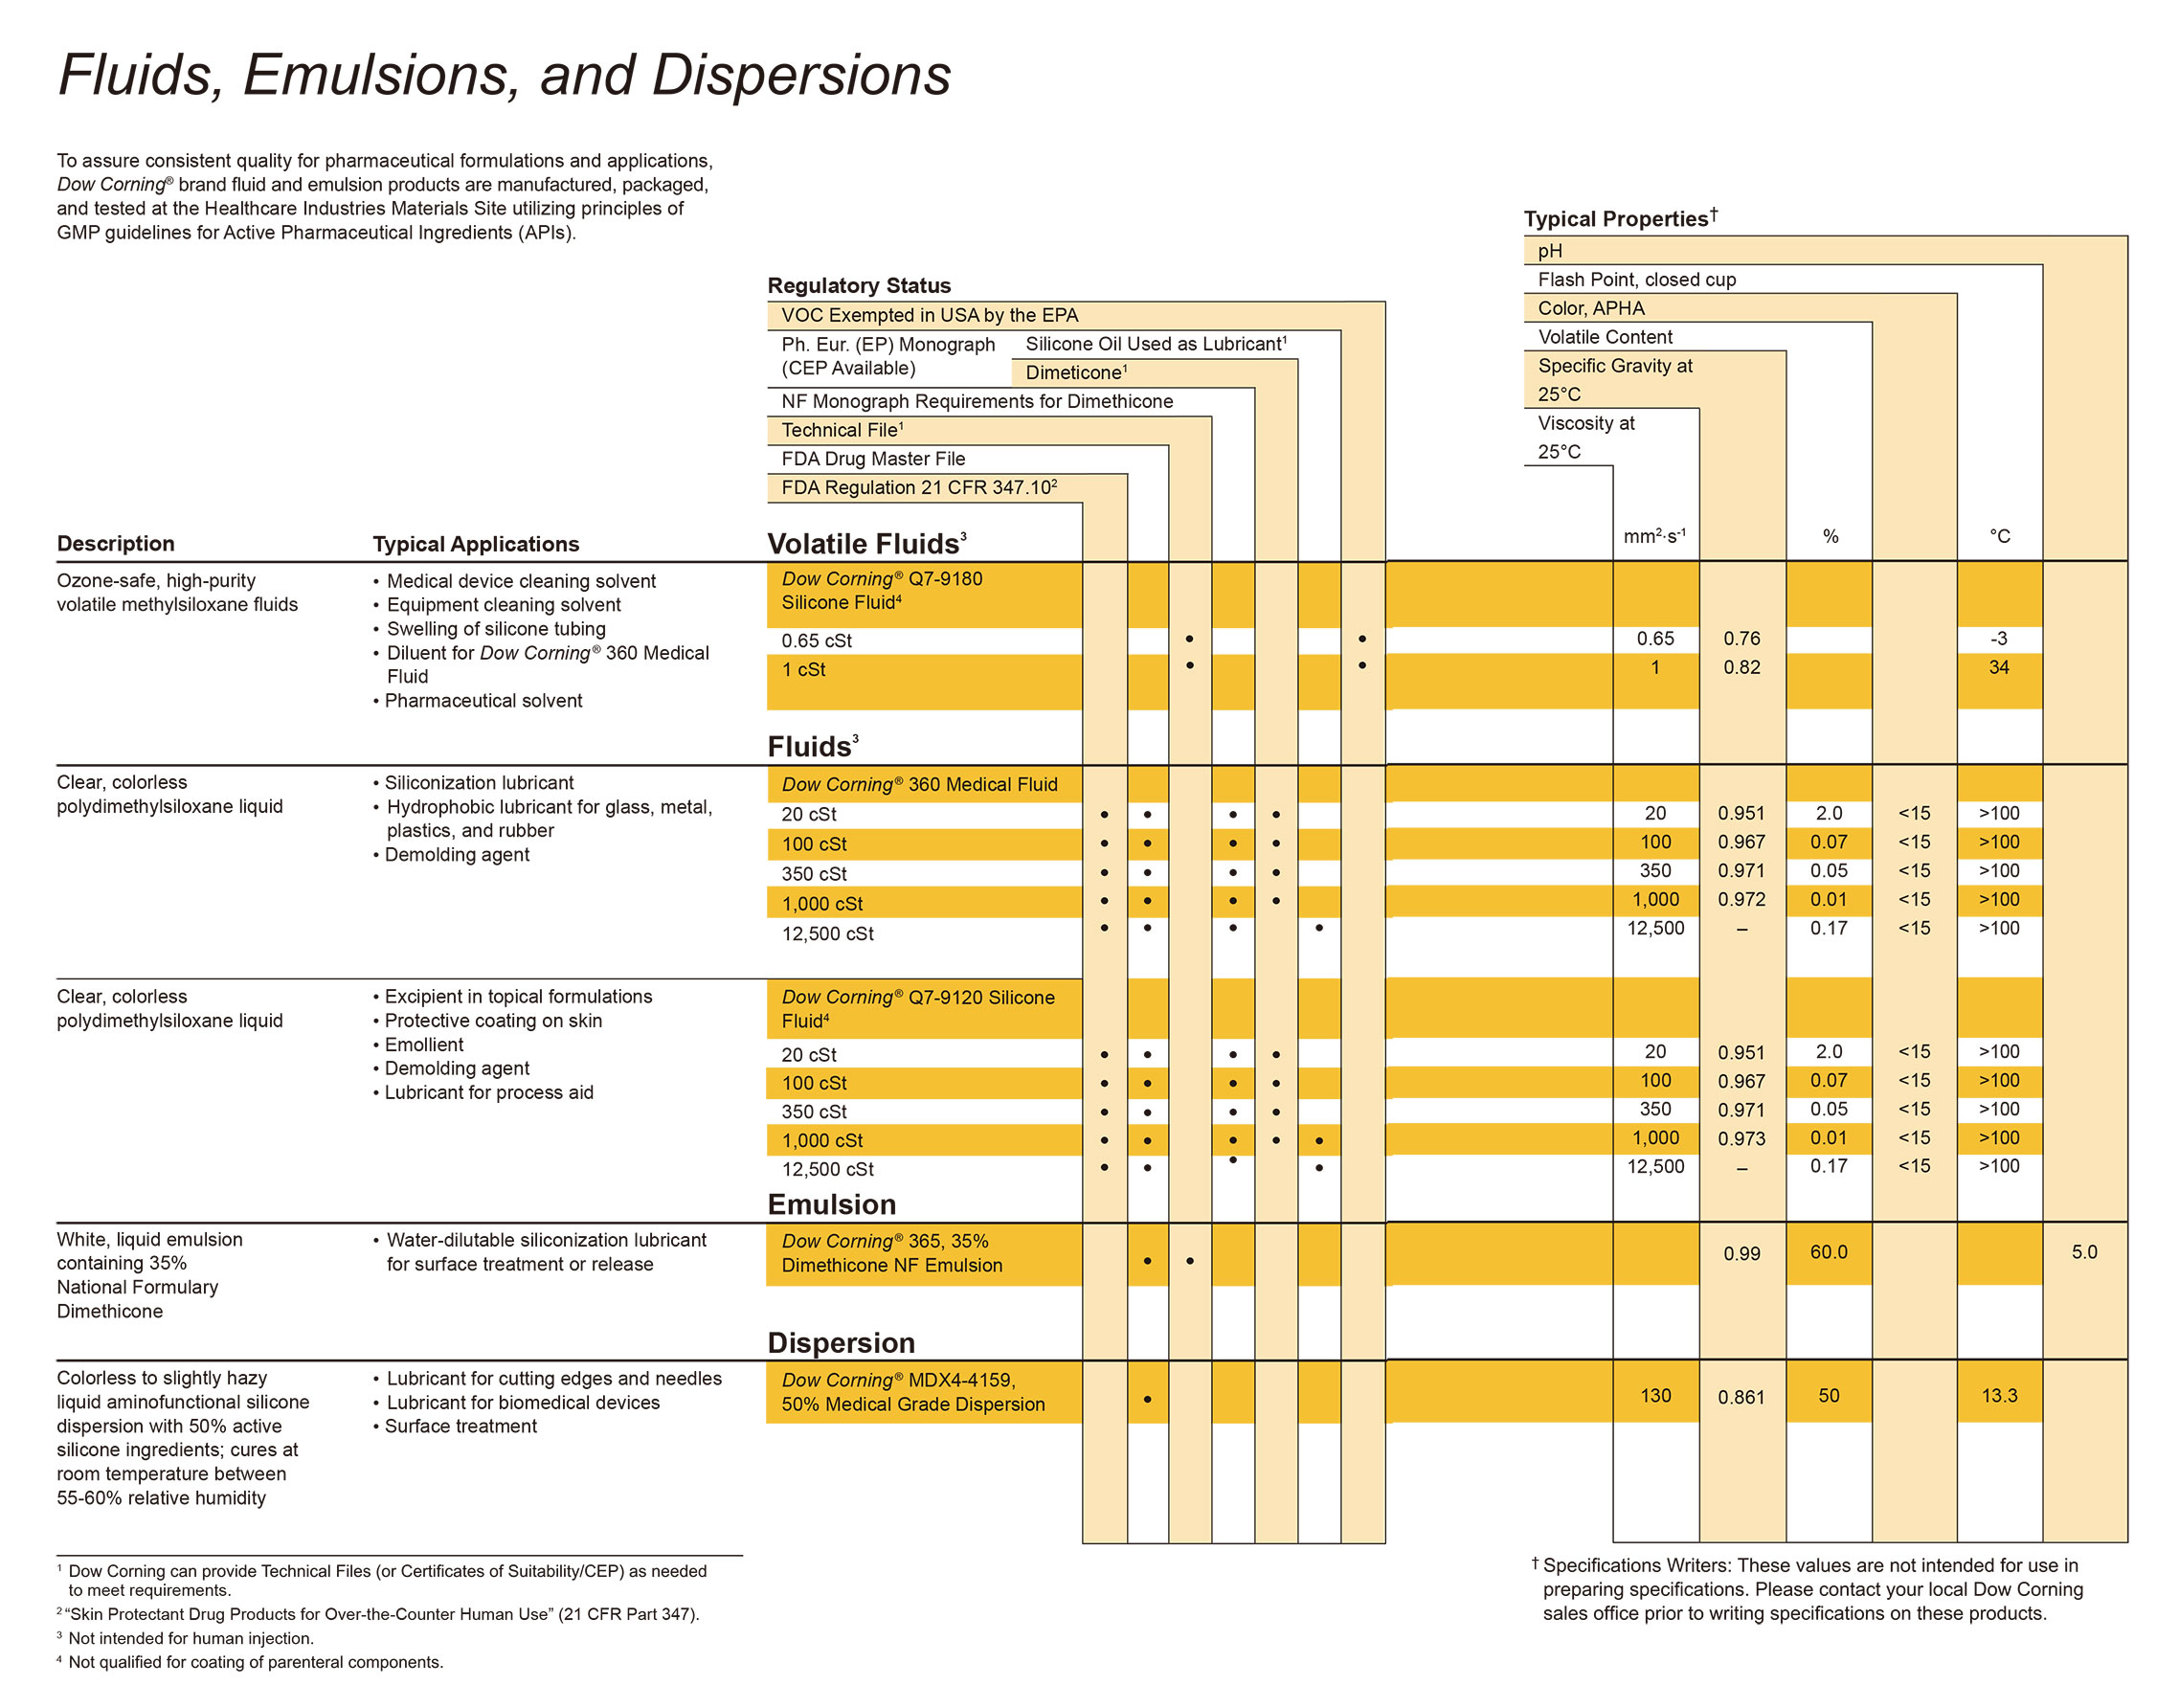 Fluids, Emulsions, and Dispersions
To assure consistent quality for pharmaceutical formulations and applications,
Dow Corning® brand fluid and emulsion products are manufactured, packaged,
and tested at the Healthcare Industries Materials Site utilizing principles of
GMP guidelines for Active Pharmaceutical Ingredients (APIs).
Regulatory Status
VOC Exempted in USA by the EPA
Ph. Eur. (EP) Monograph
(CEP Available)
Silicone Oil Used as Lubricant¹
Dimeticone¹
NF Monograph Requirements for Dimethicone
Technical File¹
FDA Drug Master File
FDA Regulation 21 CFR 347.10²
Typical Properties†
pH
Flash Point, closed cup
Color, APHA
Volatile Content
Specific Gravity at
25°C
Viscosity at
25°C
Description Typical Applications Volatile Fluids³ mm²·s⁻¹ % °C
Ozone-safe, high-purity
volatile methylsiloxane fluids
• Medical device cleaning solvent
• Equipment cleaning solvent
• Swelling of silicone tubing
• Diluent for Dow Corning® 360 Medical
Fluid
• Pharmaceutical solvent
Dow Corning® Q7-9180
Silicone Fluid⁴
0.65 cSt • • 0.65 0.76 -3
1 cSt • • 1 0.82 34
Fluids³
Clear, colorless
polydimethylsiloxane liquid
• Siliconization lubricant
• Hydrophobic lubricant for glass, metal,
plastics, and rubber
• Demolding agent
Dow Corning® 360 Medical Fluid
20 cSt • • • • 20 0.951 2.0 <15 >100
100 cSt • • • • 100 0.967 0.07 <15 >100
350 cSt • • • • 350 0.971 0.05 <15 >100
1,000 cSt • • • • 1,000 0.972 0.01 <15 >100
12,500 cSt • • • • 12,500 – 0.17 <15 >100
Clear, colorless
polydimethylsiloxane liquid
• Excipient in topical formulations
• Protective coating on skin
• Emollient
• Demolding agent
• Lubricant for process aid
Dow Corning® Q7-9120 Silicone
Fluid⁴
20 cSt • • • • 20 0.951 2.0 <15 >100
100 cSt • • • • 100 0.967 0.07 <15 >100
350 cSt • • • • 350 0.971 0.05 <15 >100
1,000 cSt • • • • • 1,000 0.973 0.01 <15 >100
12,500 cSt • • • • 12,500 – 0.17 <15 >100
Emulsion
White, liquid emulsion
containing 35%
National Formulary
Dimethicone
• Water-dilutable siliconization lubricant
for surface treatment or release
Dow Corning® 365, 35%
Dimethicone NF Emulsion • • 0.99 60.0 5.0
Dispersion
Colorless to slightly hazy
liquid aminofunctional silicone
dispersion with 50% active
silicone ingredients; cures at
room temperature between
55-60% relative humidity
• Lubricant for cutting edges and needles
• Lubricant for biomedical devices
• Surface treatment
Dow Corning® MDX4-4159,
50% Medical Grade Dispersion • 130 0.861 50 13.3
¹ Dow Corning can provide Technical Files (or Certificates of Suitability/CEP) as needed
to meet requirements.
² “Skin Protectant Drug Products for Over-the-Counter Human Use” (21 CFR Part 347).
³ Not intended for human injection.
⁴ Not qualified for coating of parenteral components.
† Specifications Writers: These values are not intended for use in
preparing specifications. Please contact your local Dow Corning
sales office prior to writing specifications on these products.